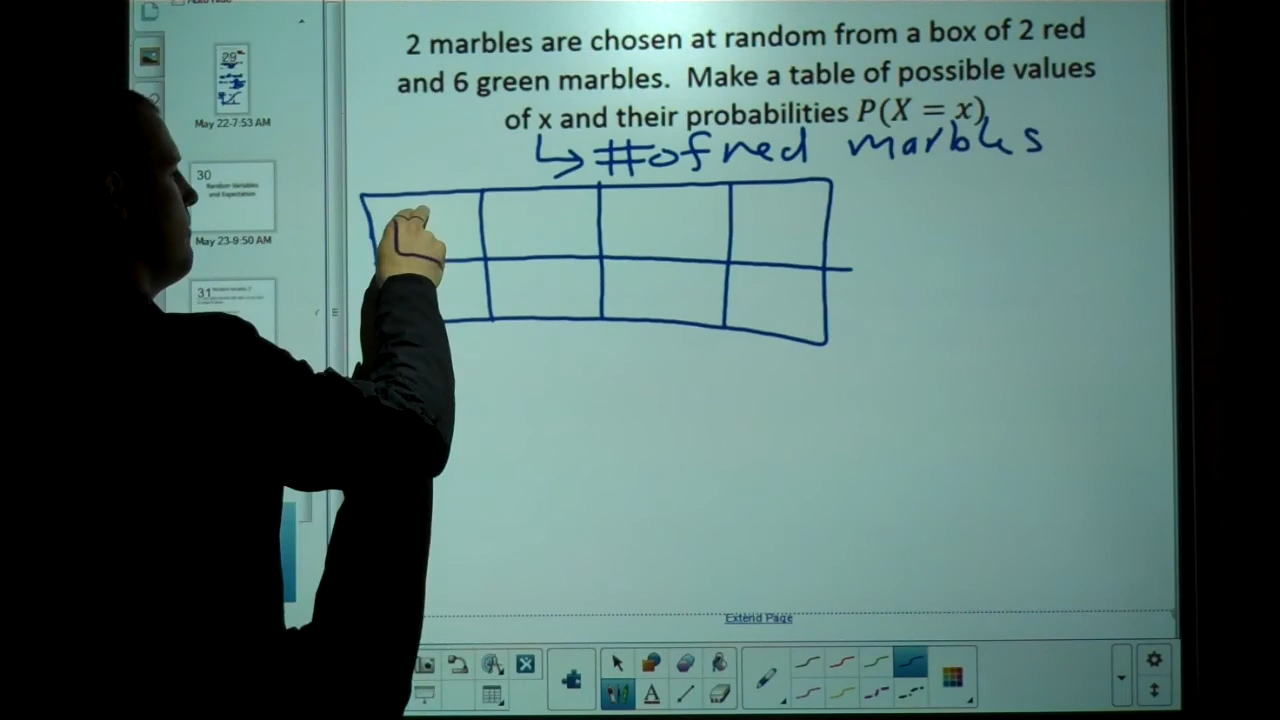 2 marbles are chosen at random from a box of 2 red
and 6 green marbles. Make a table of possible values
of x and their probabilities P(X = x)
↳ # of red marbles
29
May 22-7:53 AM
30
Random Variables
and Expectation
May 23-9:50 AM
31
Extend Page